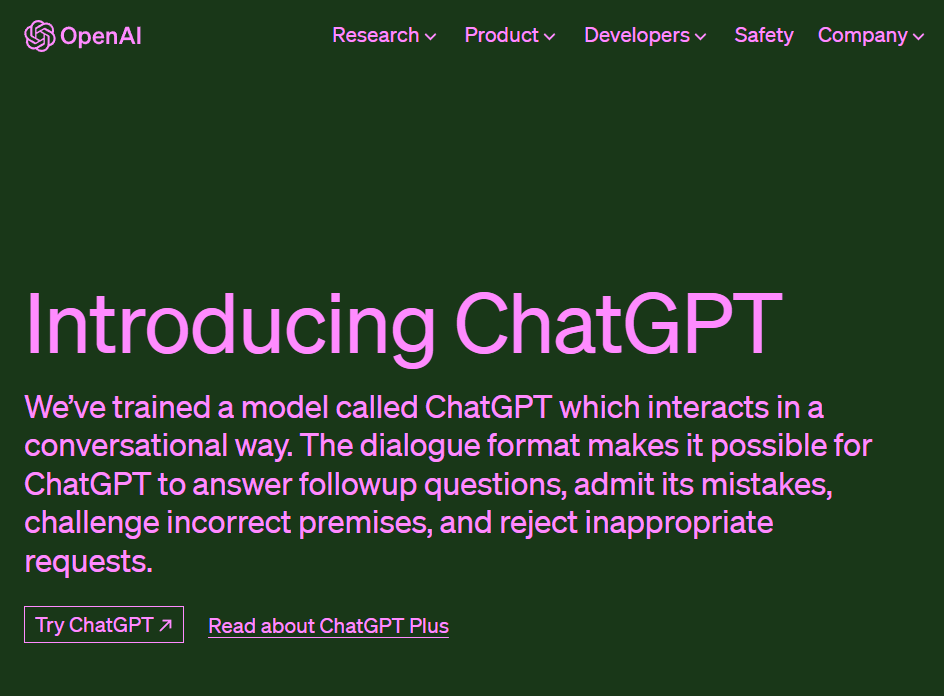 OpenAI
Research
Product
Developers
Safety
Company
Introducing ChatGPT
We’ve trained a model called ChatGPT which interacts in a
conversational way. The dialogue format makes it possible for
ChatGPT to answer followup questions, admit its mistakes,
challenge incorrect premises, and reject inappropriate
requests.
Try ChatGPT ↗
Read about ChatGPT Plus